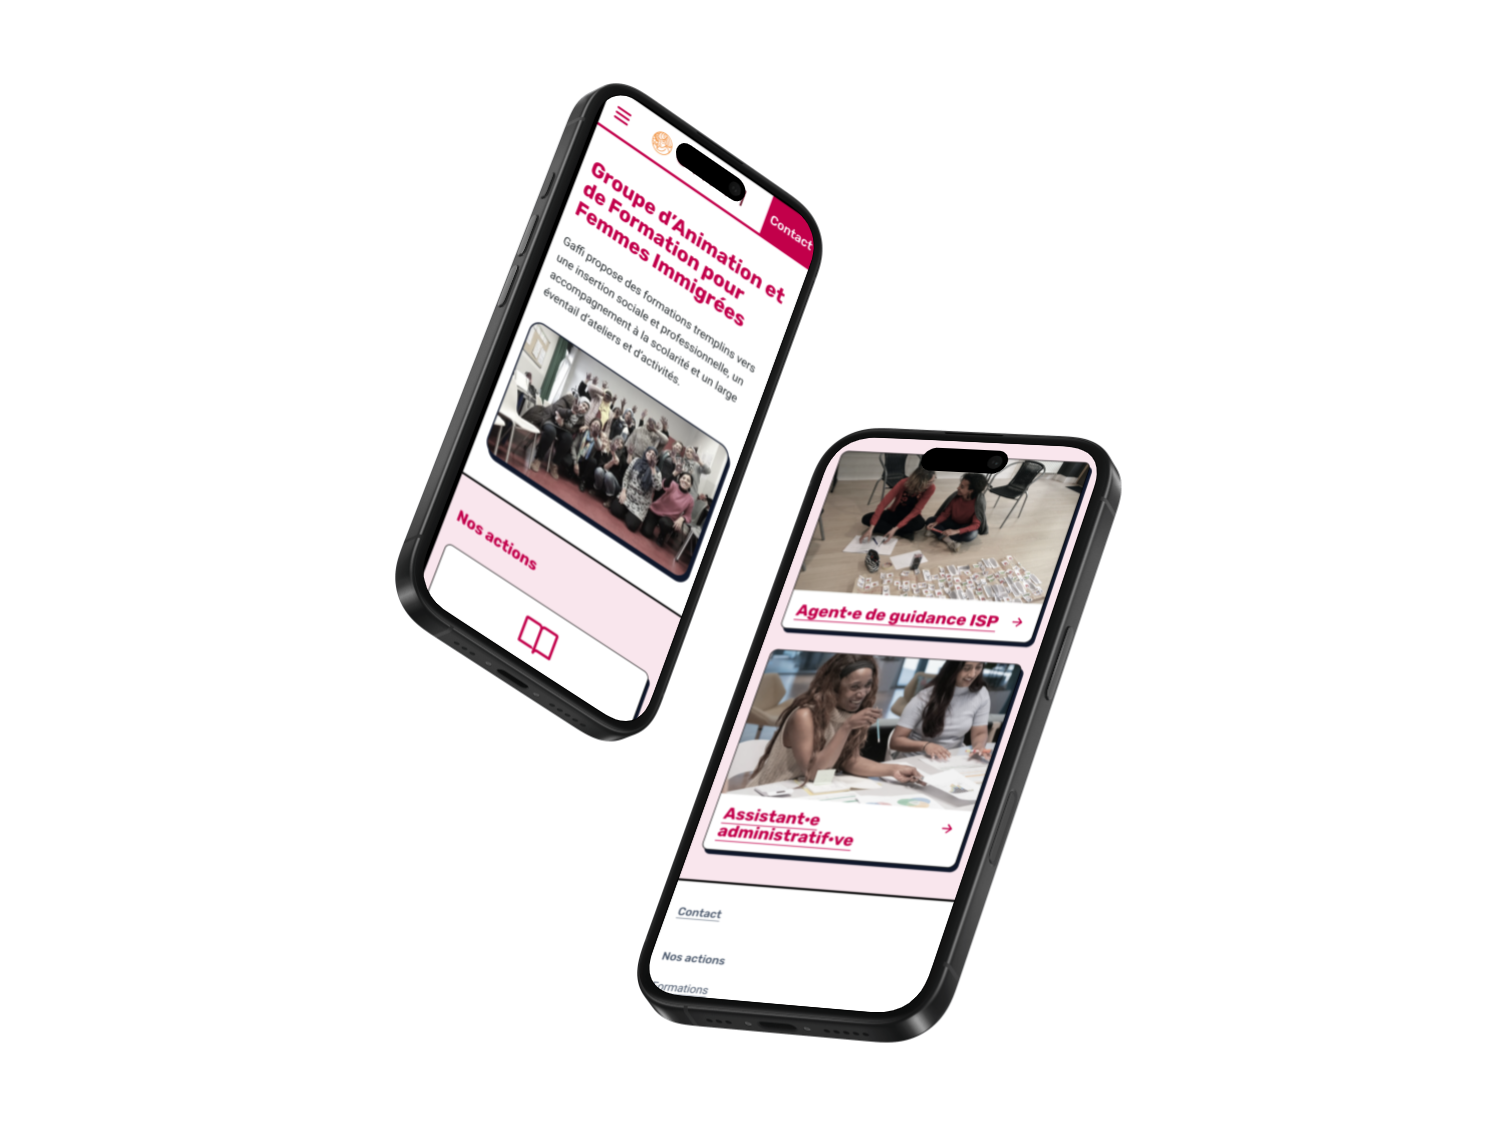 Contact
Groupe d'Animation et
de Formation pour
Femmes Immigrées
Gaffi propose des formations tremplins vers
une insertion sociale et professionnelle, un
accompagnement à la scolarité et un large
éventail d'ateliers et d'activités.
Nos actions
Agent·e de guidance ISP →
Assistant·e
administratif·ve →
Contact
Nos actions
Formations